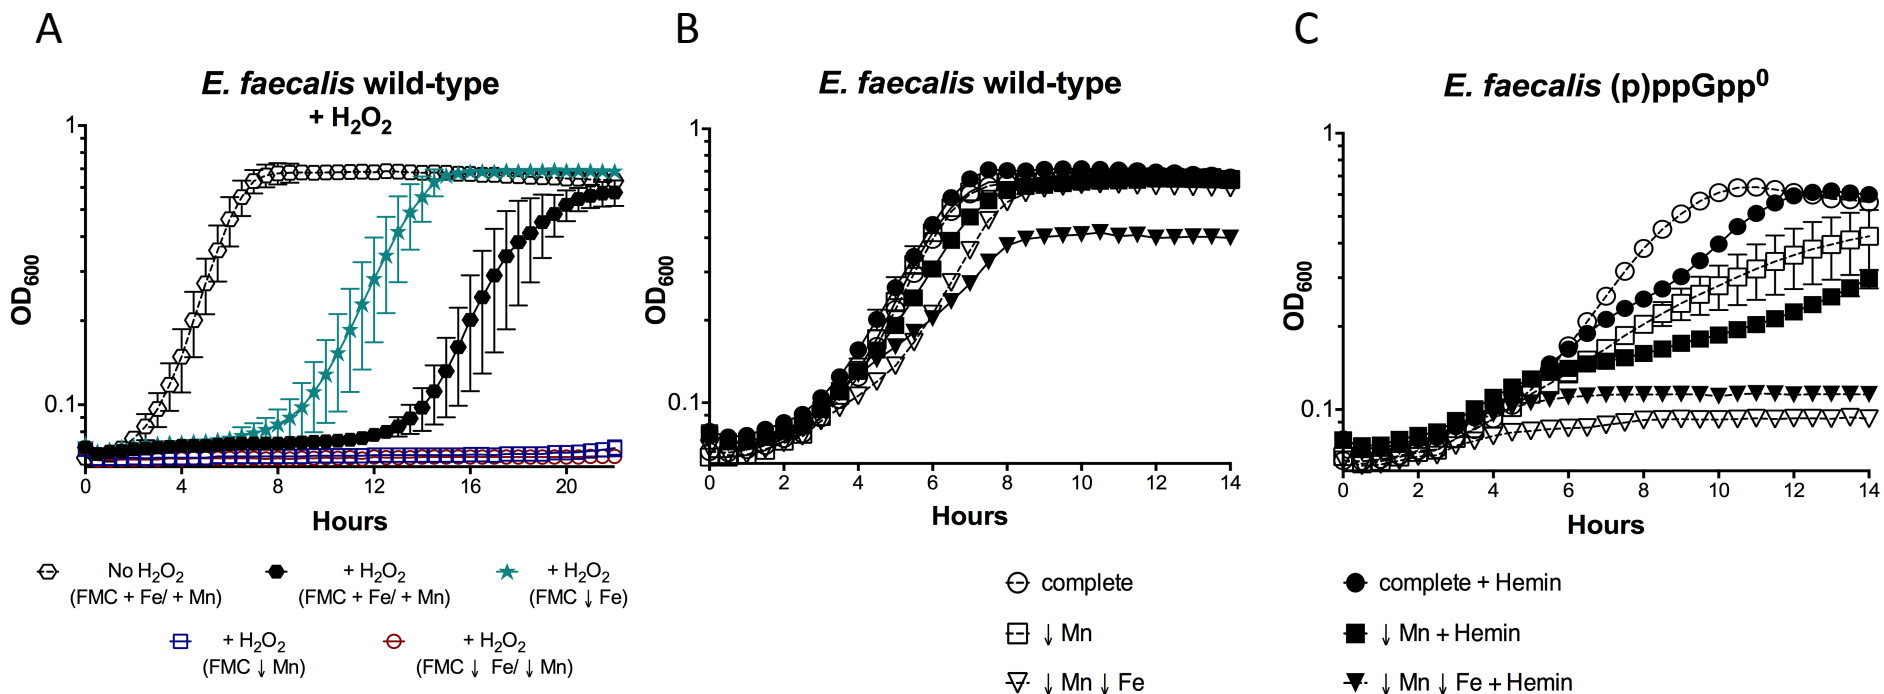 A
B
C
E. faecalis wild-type
+ H₂O₂
E. faecalis wild-type
E. faecalis (p)ppGpp⁰
1
0.1
OD₆₀₀
0
4
8
12
16
20
Hours
1
0.1
OD₆₀₀
0
2
4
6
8
10
12
14
Hours
1
0.1
OD₆₀₀
0
2
4
6
8
10
12
14
Hours
No H₂O₂
(FMC + Fe/ + Mn)
+ H₂O₂
(FMC + Fe/ + Mn)
+ H₂O₂
(FMC ↓ Fe)
+ H₂O₂
(FMC ↓ Mn)
+ H₂O₂
(FMC ↓ Fe/ ↓ Mn)
complete
complete + Hemin
↓ Mn
↓ Mn + Hemin
↓ Mn ↓ Fe
↓ Mn ↓ Fe + Hemin